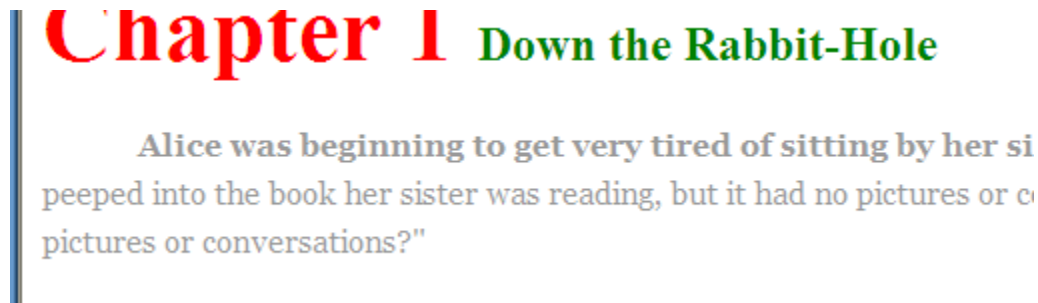 Chapter 1 Down the Rabbit-Hole
Alice was beginning to get very tired of sitting by her
peeped into the book her sister was reading, but it had no pictures or
pictures or conversations?"